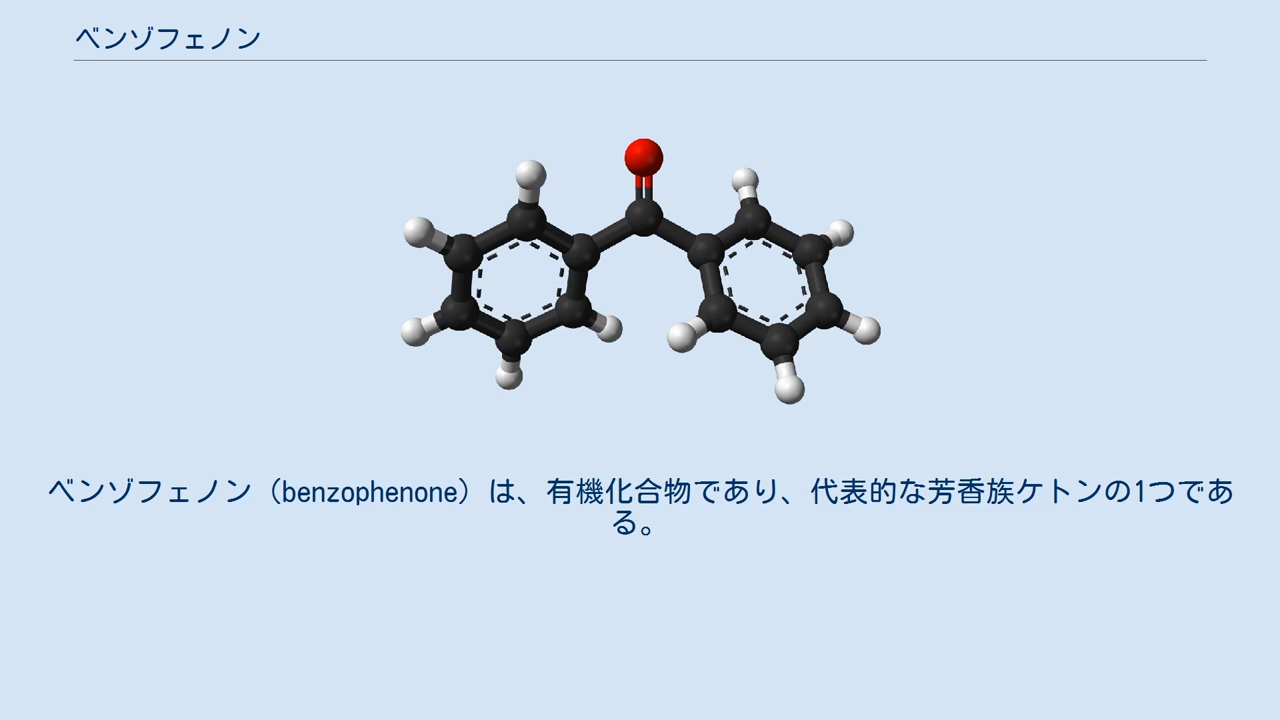 ベンゾフェノン
ベンゾフェノン（benzophenone）は、有機化合物であり、代表的な芳香族ケトンの1つであ
る。